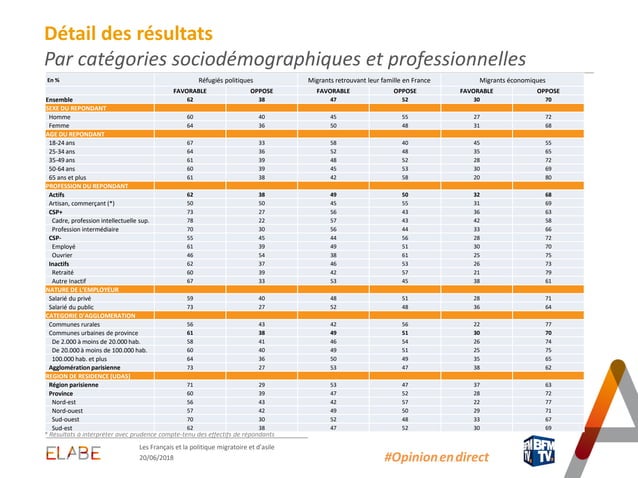 Détail des résultats
Par catégories sociodémographiques et professionnelles
En % Réfugiés politiques Migrants retrouvant leur famille en France Migrants économiques
FAVORABLE OPPOSE FAVORABLE OPPOSE FAVORABLE OPPOSE
Ensemble 62 38 47 52 30 70
SEXE DU REPONDANT
Homme 60 40 45 55 27 72
Femme 64 36 50 48 31 68
AGE DU REPONDANT
18-24 ans 67 33 58 40 45 55
25-34 ans 64 36 52 48 35 65
35-49 ans 61 39 48 52 28 72
50-64 ans 60 39 45 53 30 69
65 ans et plus 61 38 42 58 20 80
PROFESSION DU REPONDANT
Actifs 62 38 49 50 32 68
Artisan, commerçant (*) 50 50 45 55 31 69
CSP+ 73 27 56 43 36 63
Cadre, profession intellectuelle sup. 78 22 57 43 42 58
Profession intermédiaire 70 30 56 44 33 66
CSP- 55 45 44 56 28 72
Employé 61 39 49 51 30 70
Ouvrier 46 54 38 61 25 75
Inactifs 62 37 46 53 26 73
Retraité 60 39 42 57 21 79
Autre Inactif 67 33 53 45 38 61
NATURE DE L'EMPLOYEUR
Salarié du privé 59 40 48 51 28 71
Salarié du public 73 27 52 48 36 64
CATEGORIE D'AGGLOMERATION
Communes rurales 56 43 42 56 22 77
Communes urbaines de province 61 38 49 51 30 70
De 2.000 à moins de 20.000 hab. 58 41 46 54 26 74
De 20.000 à moins de 100.000 hab. 60 40 49 51 25 75
100.000 hab. et plus 64 36 50 49 35 65
Agglomération parisienne 73 27 53 47 38 62
REGION DE RESIDENCE (UDAS)
Région parisienne 71 29 53 47 37 63
Province 60 39 47 52 28 72
Nord-est 56 43 42 57 22 77
Nord-ouest 57 42 49 50 29 71
Sud-ouest 70 30 52 48 33 67
Sud-est 62 38 47 52 30 69
* Résultats à interpréter avec prudence compte-tenu des effectifs de répondants
ELABE
Les Français et la politique migratoire et d'asile
20/06/2018
#Opinionendirect
BFM
TV